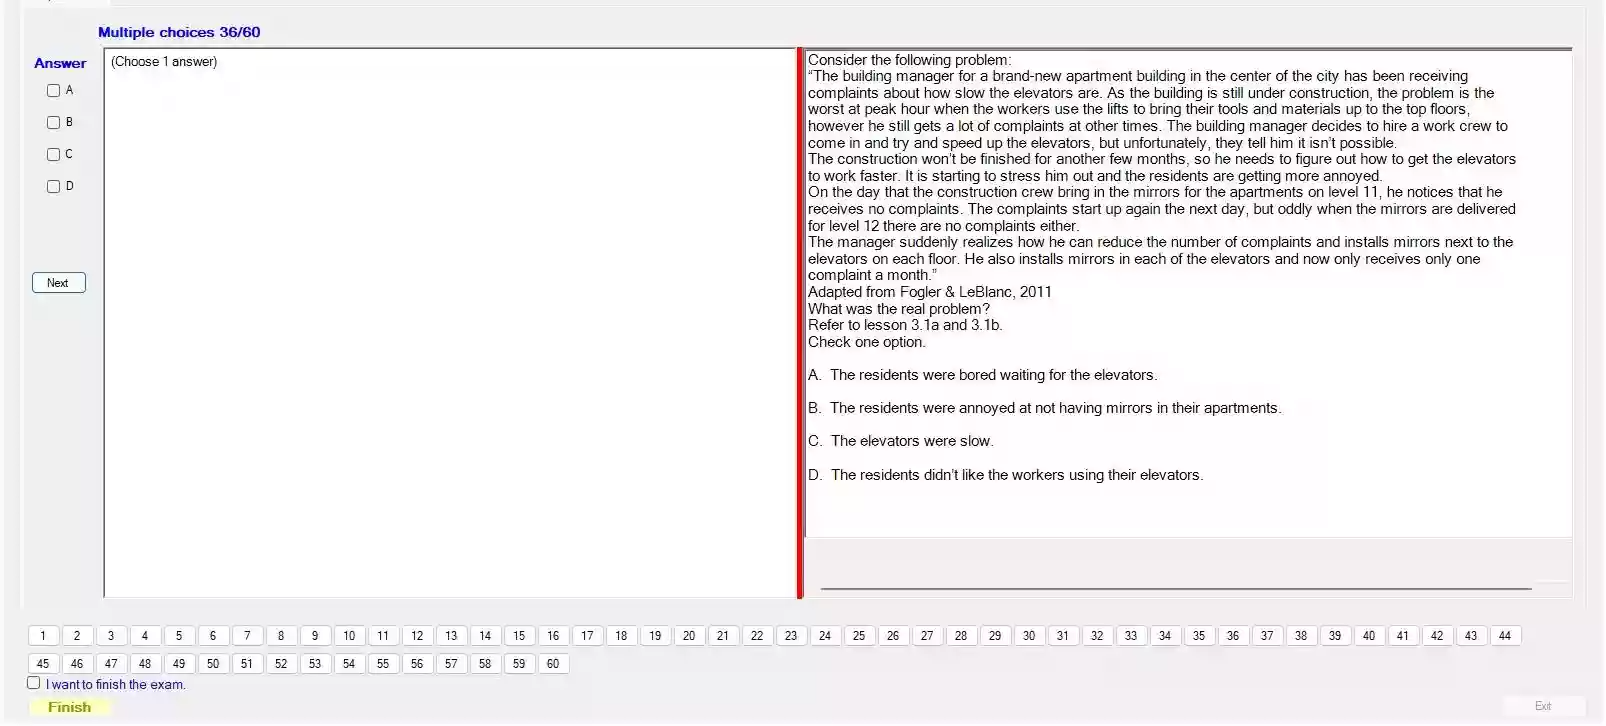 Multiple choices 36/60
Answer
(Choose 1 answer)
A
B
C
D
Next
Consider the following problem:
“The building manager for a brand-new apartment building in the center of the city has been receiving
complaints about how slow the elevators are. As the building is still under construction, the problem is the
worst at peak hour when the workers use the lifts to bring their tools and materials up to the top floors,
however he still gets a lot of complaints at other times. The building manager decides to hire a work crew to
come in and try and speed up the elevators, but unfortunately, they tell him it isn’t possible.
The construction won’t be finished for another few months, so he needs to figure out how to get the elevators
to work faster. It is starting to stress him out and the residents are getting more annoyed.
On the day that the construction crew bring in the mirrors for the apartments on level 11, he notices that he
receives no complaints. The complaints start up again the next day, but oddly when the mirrors are delivered
for level 12 there are no complaints either.
The manager suddenly realizes how he can reduce the number of complaints and installs mirrors next to the
elevators on each floor. He also installs mirrors in each of the elevators and now only receives only one
complaint a month.”
Adapted from Fogler & LeBlanc, 2011
What was the real problem?
Refer to lesson 3.1a and 3.1b.
Check one option.
A. The residents were bored waiting for the elevators.
B. The residents were annoyed at not having mirrors in their apartments.
C. The elevators were slow.
D. The residents didn’t like the workers using their elevators.
1 2 3 4 5 6 7 8 9 10 11 12 13 14 15 16 17 18 19 20 21 22 23 24 25 26 27 28 29 30 31 32 33 34 35 36 37 38 39 40 41 42 43 44
45 46 47 48 49 50 51 52 53 54 55 56 57 58 59 60
I want to finish the exam.
Finish
Exit